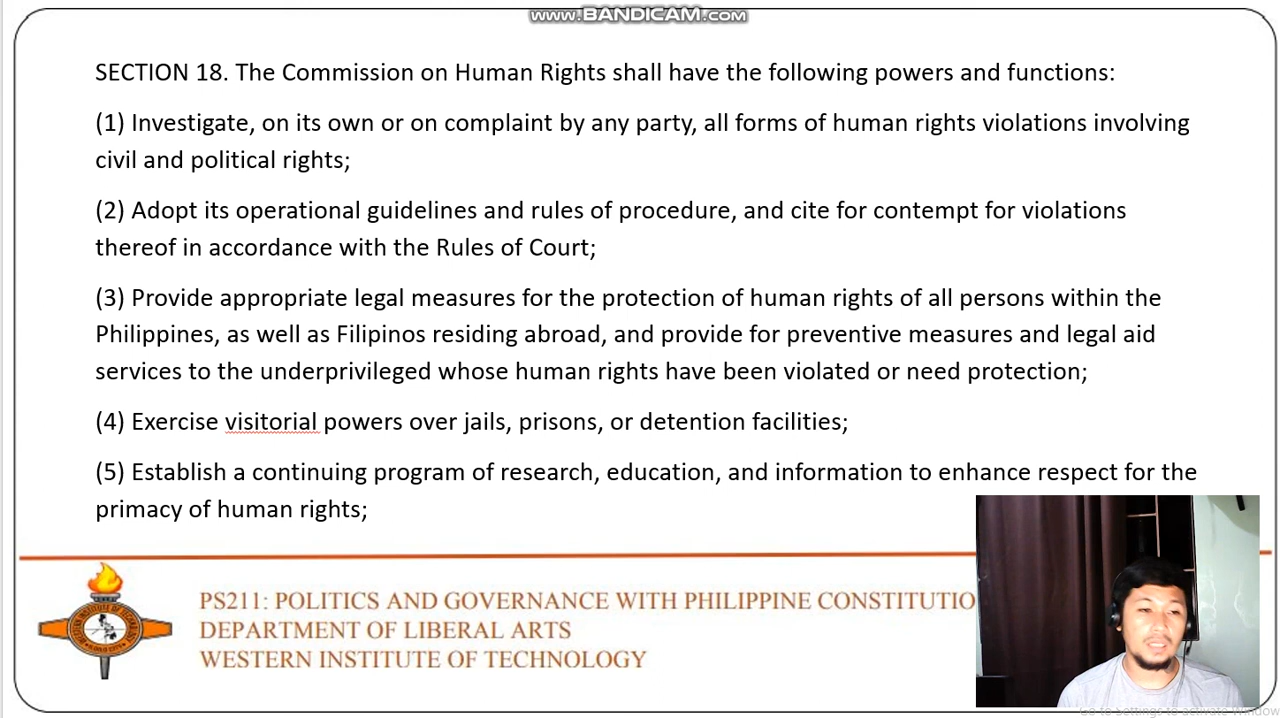 www.BANDICAM.com
SECTION 18. The Commission on Human Rights shall have the following powers and functions:
(1) Investigate, on its own or on complaint by any party, all forms of human rights violations involving
civil and political rights;
(2) Adopt its operational guidelines and rules of procedure, and cite for contempt for violations
thereof in accordance with the Rules of Court;
(3) Provide appropriate legal measures for the protection of human rights of all persons within the
Philippines, as well as Filipinos residing abroad, and provide for preventive measures and legal aid
services to the underprivileged whose human rights have been violated or need protection;
(4) Exercise visitorial powers over jails, prisons, or detention facilities;
(5) Establish a continuing program of research, education, and information to enhance respect for the
primacy of human rights;
PS211: POLITICS AND GOVERNANCE WITH PHILIPPINE CONSTITUTIO
DEPARTMENT OF LIBERAL ARTS
WESTERN INSTITUTE OF TECHNOLOGY
Go to Settings to activate Window